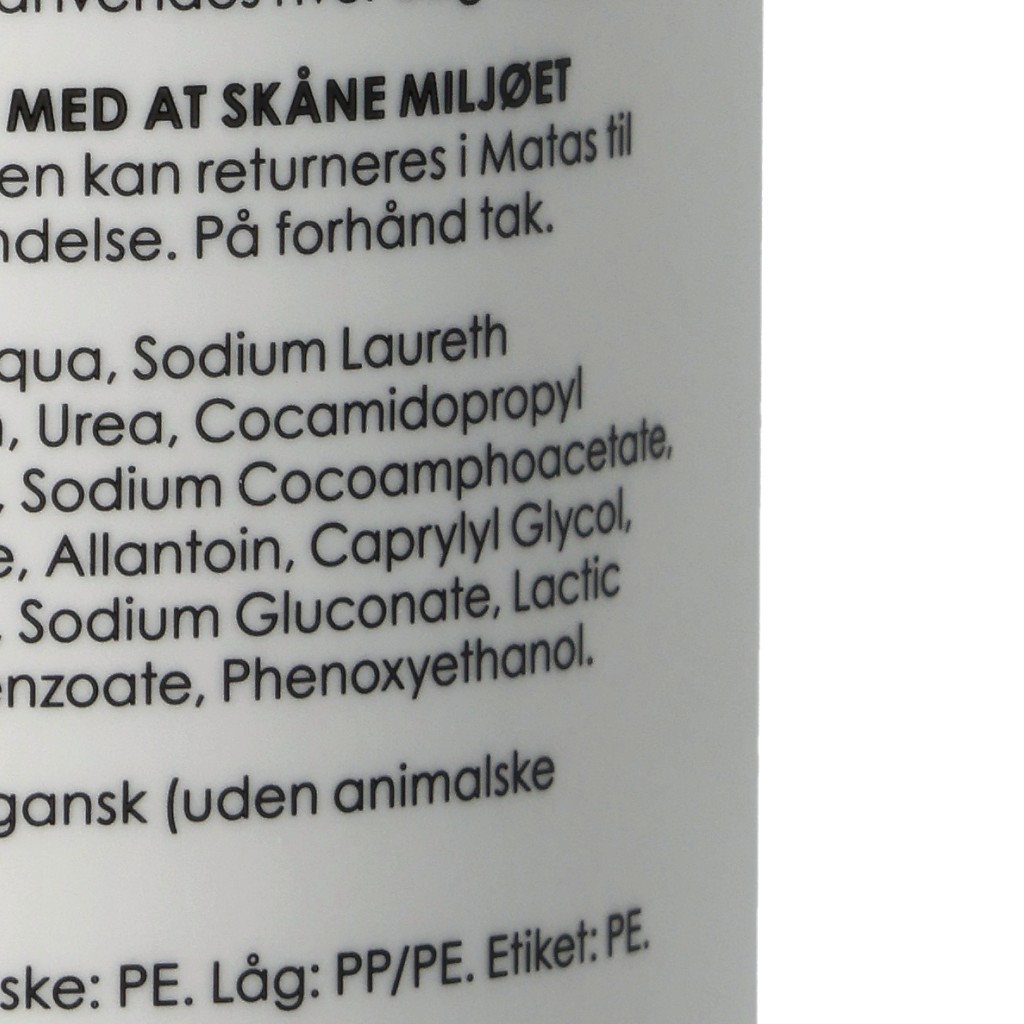 MED AT SKÅNE MILJØET
en kan returneres i Matas til
ndelse. På forhånd tak.
qua, Sodium Laureth
, Urea, Cocamidopropyl
, Sodium Cocoamphoacetate,
e, Allantoin, Caprylyl Glycol,
, Sodium Gluconate, Lactic
enzoate, Phenoxyethanol.
gansk (uden animalske
ske: PE. Låg: PP/PE. Etiket: PE.